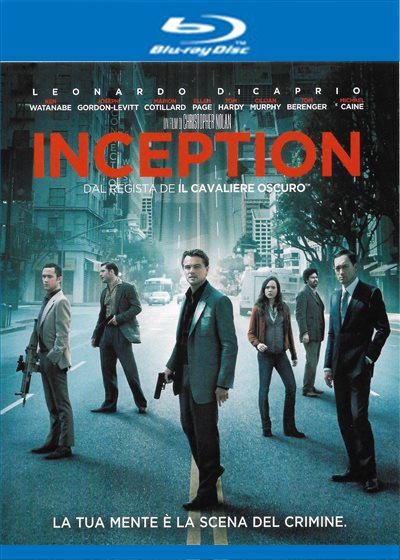 Blu-ray Disc
LEONARDO DiCAPRIO
KEN WATANABE JOSEPH GORDON-LEVITT MARION COTILLARD ELLEN PAGE TOM HARDY CILLIAN MURPHY TOM BERENGER MICHAEL CAINE
UN FILM DI CHRISTOPHER NOLAN
INCEPTION
DAL REGISTA DE IL CAVALIERE OSCURO™
LA TUA MENTE È LA SCENA DEL CRIMINE.